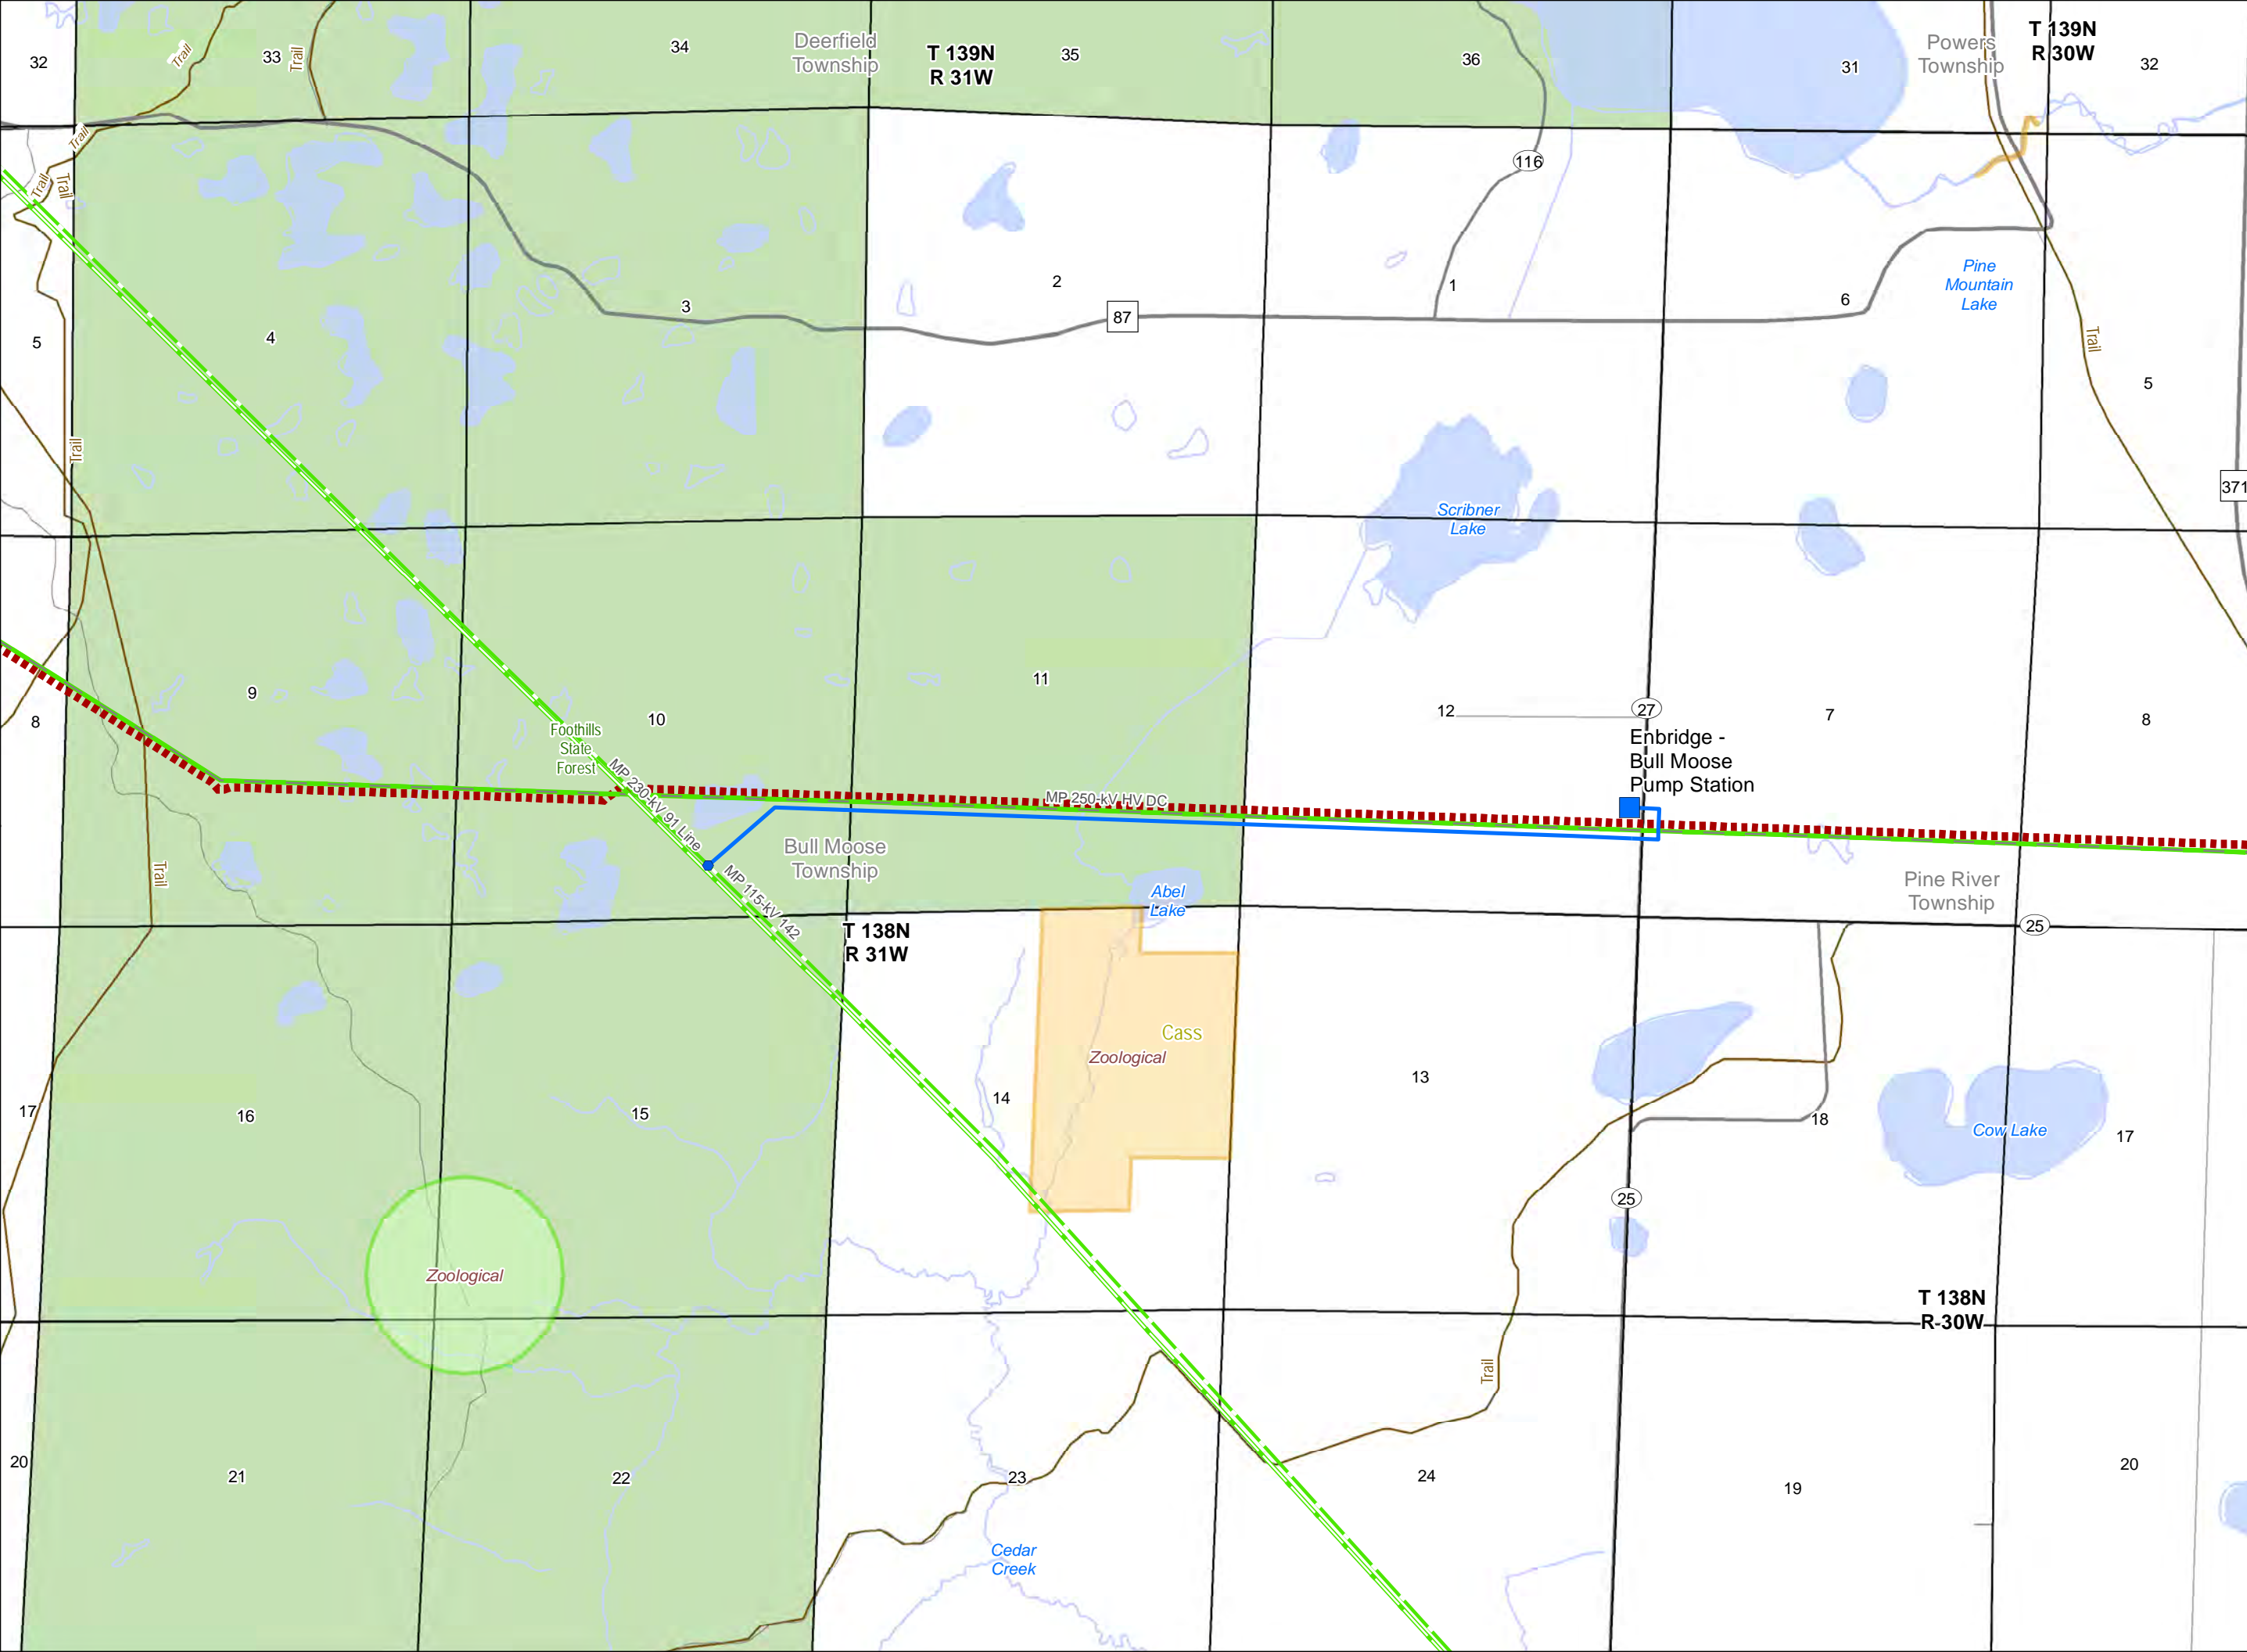 32
Trail
33
Trail
34
Deerfield
Township
T 139N
R 31W
35
36
31
Powers
Township
T 139N
R 30W
32
Trail
Trail
Trail
116
5
4
3
2
87
1
6
Pine
Mountain
Lake
Trail
5
Trail
371
Scribner
Lake
8
9
10
11
12
27
7
8
Foothills
State
Forest
Enbridge -
Bull Moose
Pump Station
MP 230-kV 91 Line
MP 250-kV HV DC
Trail
Bull Moose
Township
MP 115-kV 142
Abel
Lake
Pine River
Township
T 138N
R 31W
25
17
16
15
14
Cass
Zoological
13
18
Cow Lake
17
25
Zoological
T 138N
R 30W
Trail
20
21
22
23
24
19
20
Cedar
Creek